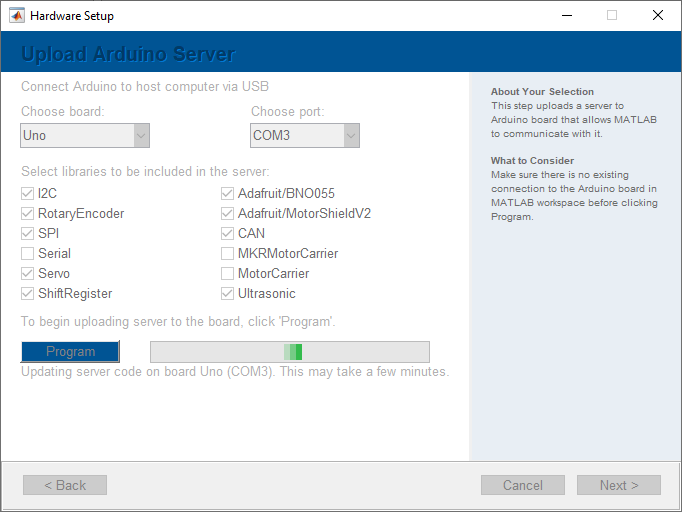 Hardware Setup
Upload Arduino Server
Connect Arduino to host computer via USB
Choose board: Choose port:
Uno COM3
Select libraries to be included in the server:
I2C Adafruit/BNO055
RotaryEncoder Adafruit/MotorShieldV2
SPI CAN
Serial MKRMotorCarrier
Servo MotorCarrier
ShiftRegister Ultrasonic
To begin uploading server to the board, click 'Program'.
Program
Updating server code on board Uno (COM3). This may take a few minutes.
About Your Selection
This step uploads a server to
Arduino board that allows MATLAB
to communicate with it.
What to Consider
Make sure there is no existing
connection to the Arduino board in
MATLAB workspace before clicking
Program.
< Back Cancel Next >